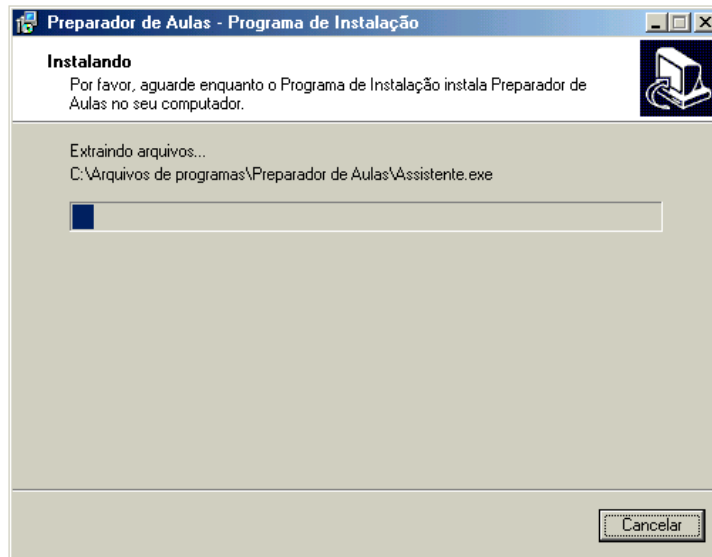 Preparador de Aulas - Programa de Instalação
Instalando
Por favor, aguarde enquanto o Programa de Instalação instala Preparador de
Aulas no seu computador.
Extraindo arquivos...
C:\Arquivos de programas\Preparador de Aulas\Assistente.exe
Cancelar